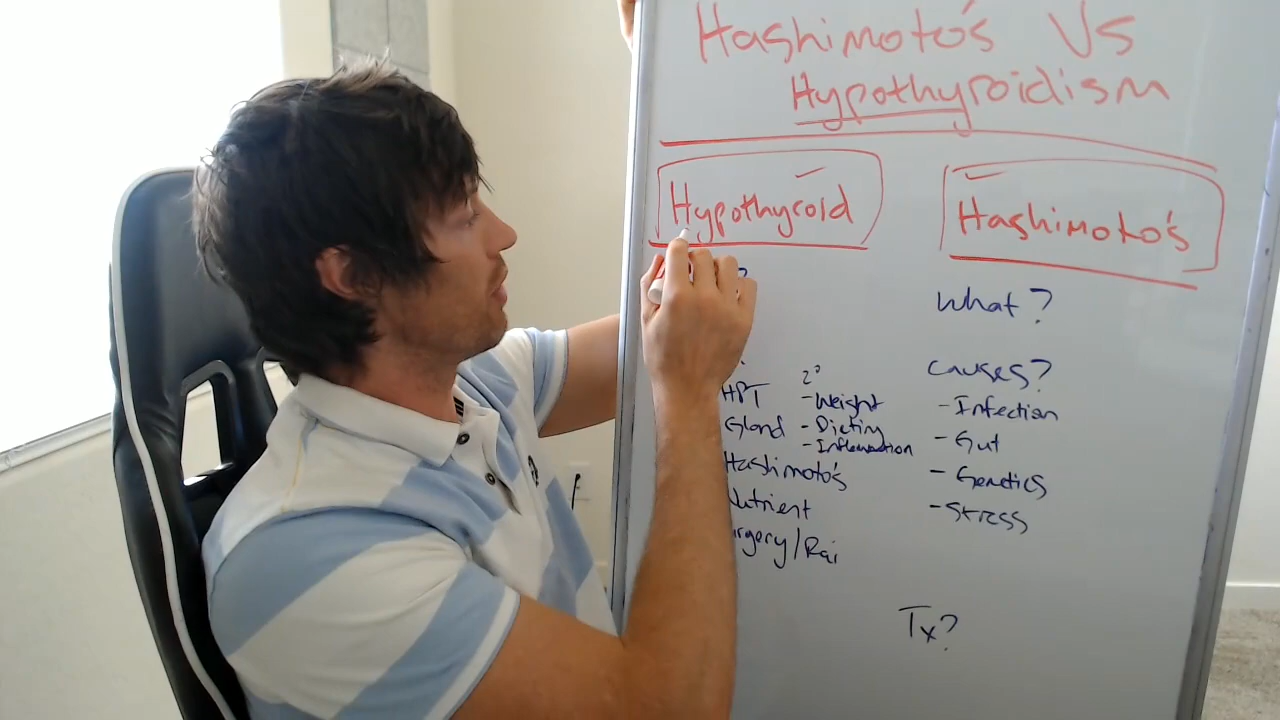 Hashimoto's Vs
Hypothyroidism
Hypothyroid
Hashimoto's
What?
HPT
Gland
Hashimoto's
Nutrient
/Rai
2°
- Weight
- Dieting
- Inflammation
Causes?
- Infection
- Gut
- Genetics
- Stress
Tx?